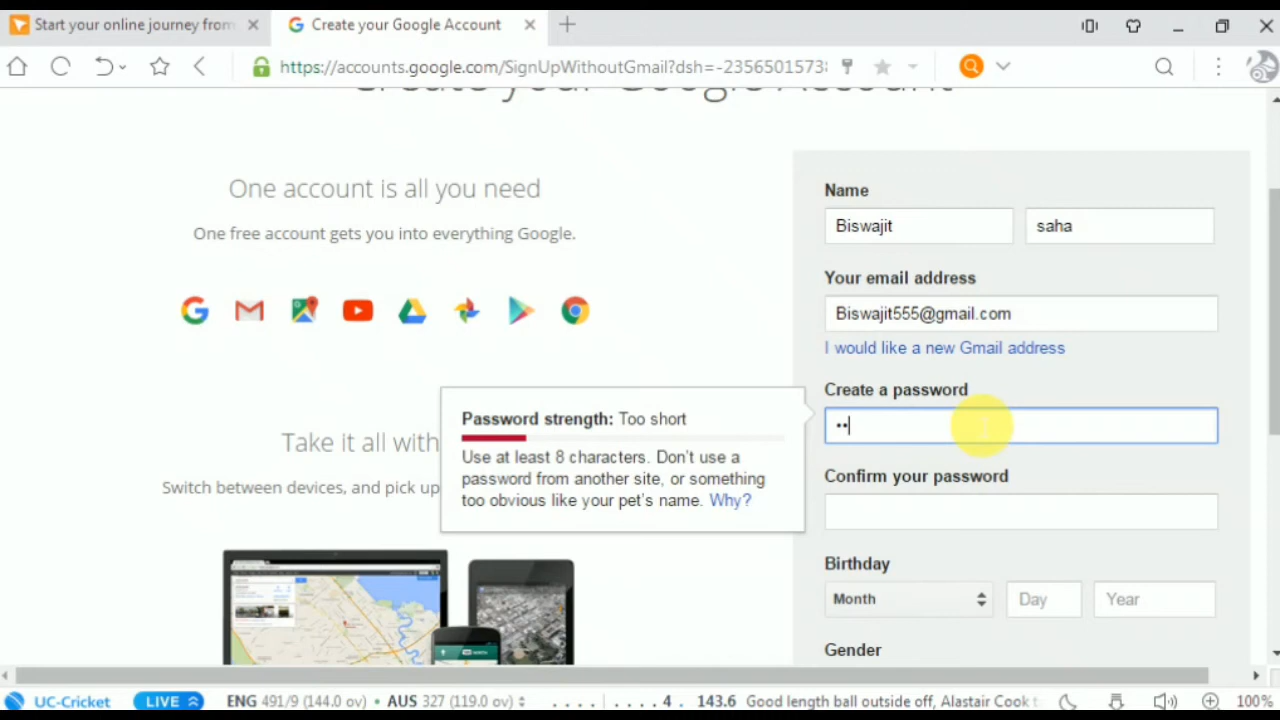 Start your online journey from
Create your Google Account
https://accounts.google.com/SignUpWithoutGmail?dsh=-2356501573
Create your Google Account
One account is all you need
One free account gets you into everything Google.
Name
Biswajit
saha
Your email address
Biswajit555@gmail.com
I would like a new Gmail address
Create a password
Password strength: Too short
Use at least 8 characters. Don't use a
password from another site, or something
too obvious like your pet's name. Why?
Confirm your password
Take it all with
Switch between devices, and pick up
Birthday
Month
Day
Year
Gender
UC-Cricket
LIVE
ENG 491/9 (144.0 ov) • AUS 327 (119.0 ov)
. . . . | . . . . 4 . 143.6 Good length ball outside off, Alastair Cook
100%